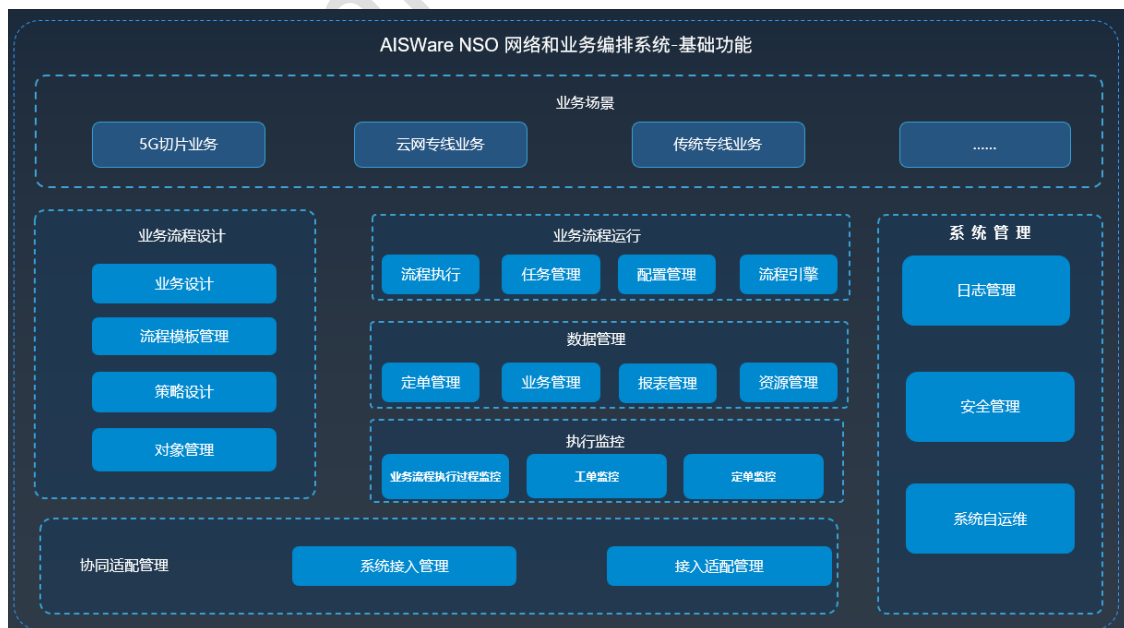 AISWare NSO 网络和业务编排系统-基础功能
业务场景
5G切片业务
云网专线业务
传统专线业务
......
业务流程设计
业务设计
流程模板管理
策略设计
对象管理
业务流程运行
流程执行
任务管理
配置管理
流程引擎
数据管理
定单管理
业务管理
报表管理
资源管理
执行监控
业务流程执行过程监控
工单监控
定单监控
系 统 管 理
日志管理
安全管理
系统自运维
协同适配管理
系统接入管理
接入适配管理